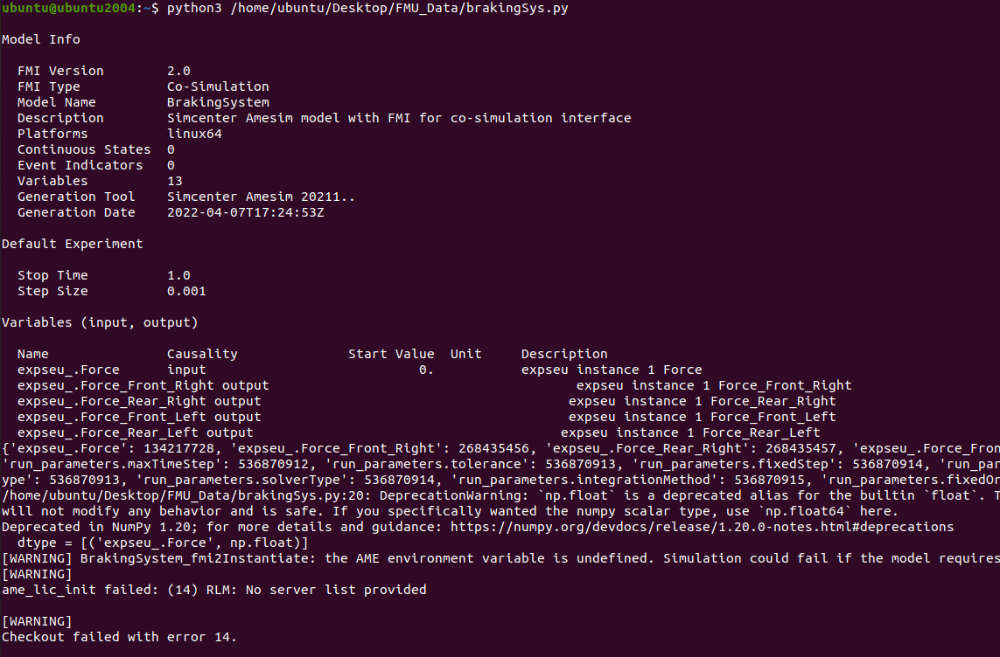 ubuntu@ubuntu2004:~$ python3 /home/ubuntu/Desktop/FMU_Data/brakingSys.py
Model Info
FMI Version 2.0
FMI Type Co-Simulation
Model Name BrakingSystem
Description Simcenter Amesim model with FMI for co-simulation interface
Platforms linux64
Continuous States 0
Event Indicators 0
Variables 13
Generation Tool Simcenter Amesim 20211..
Generation Date 2022-04-07T17:24:53Z
Default Experiment
Stop Time 1.0
Step Size 0.001
Variables (input, output)
Name Causality Start Value Unit Description
expseu_.Force input 0. expseu instance 1 Force
expseu_.Force_Front_Right output expseu instance 1 Force_Front_Right
expseu_.Force_Rear_Right output expseu instance 1 Force_Rear_Right
expseu_.Force_Front_Left output expseu instance 1 Force_Front_Left
expseu_.Force_Rear_Left output expseu instance 1 Force_Rear_Left
{'expseu_.Force': 134217728, 'expseu_.Force_Front_Right': 268435456, 'expseu_.Force_Rear_Right': 268435457, 'expseu_.Force_Fron
'run_parameters.maxTimeStep': 536870912, 'run_parameters.tolerance': 536870913, 'run_parameters.fixedStep': 536870914, 'run_par
ype': 536870913, 'run_parameters.solverType': 536870914, 'run_parameters.integrationMethod': 536870915, 'run_parameters.fixedOr
/home/ubuntu/Desktop/FMU_Data/brakingSys.py:20: DeprecationWarning: `np.float` is a deprecated alias for the builtin `float`. T
will not modify any behavior and is safe. If you specifically wanted the numpy scalar type, use `np.float64` here.
Deprecated in NumPy 1.20; for more details and guidance: https://numpy.org/devdocs/release/1.20.0-notes.html#deprecations
dtype = [('expseu_.Force', np.float)]
[WARNING] BrakingSystem_fmi2Instantiate: the AME environment variable is undefined. Simulation could fail if the model requires
[WARNING]
ame_lic_init failed: (14) RLM: No server list provided
[WARNING]
Checkout failed with error 14.